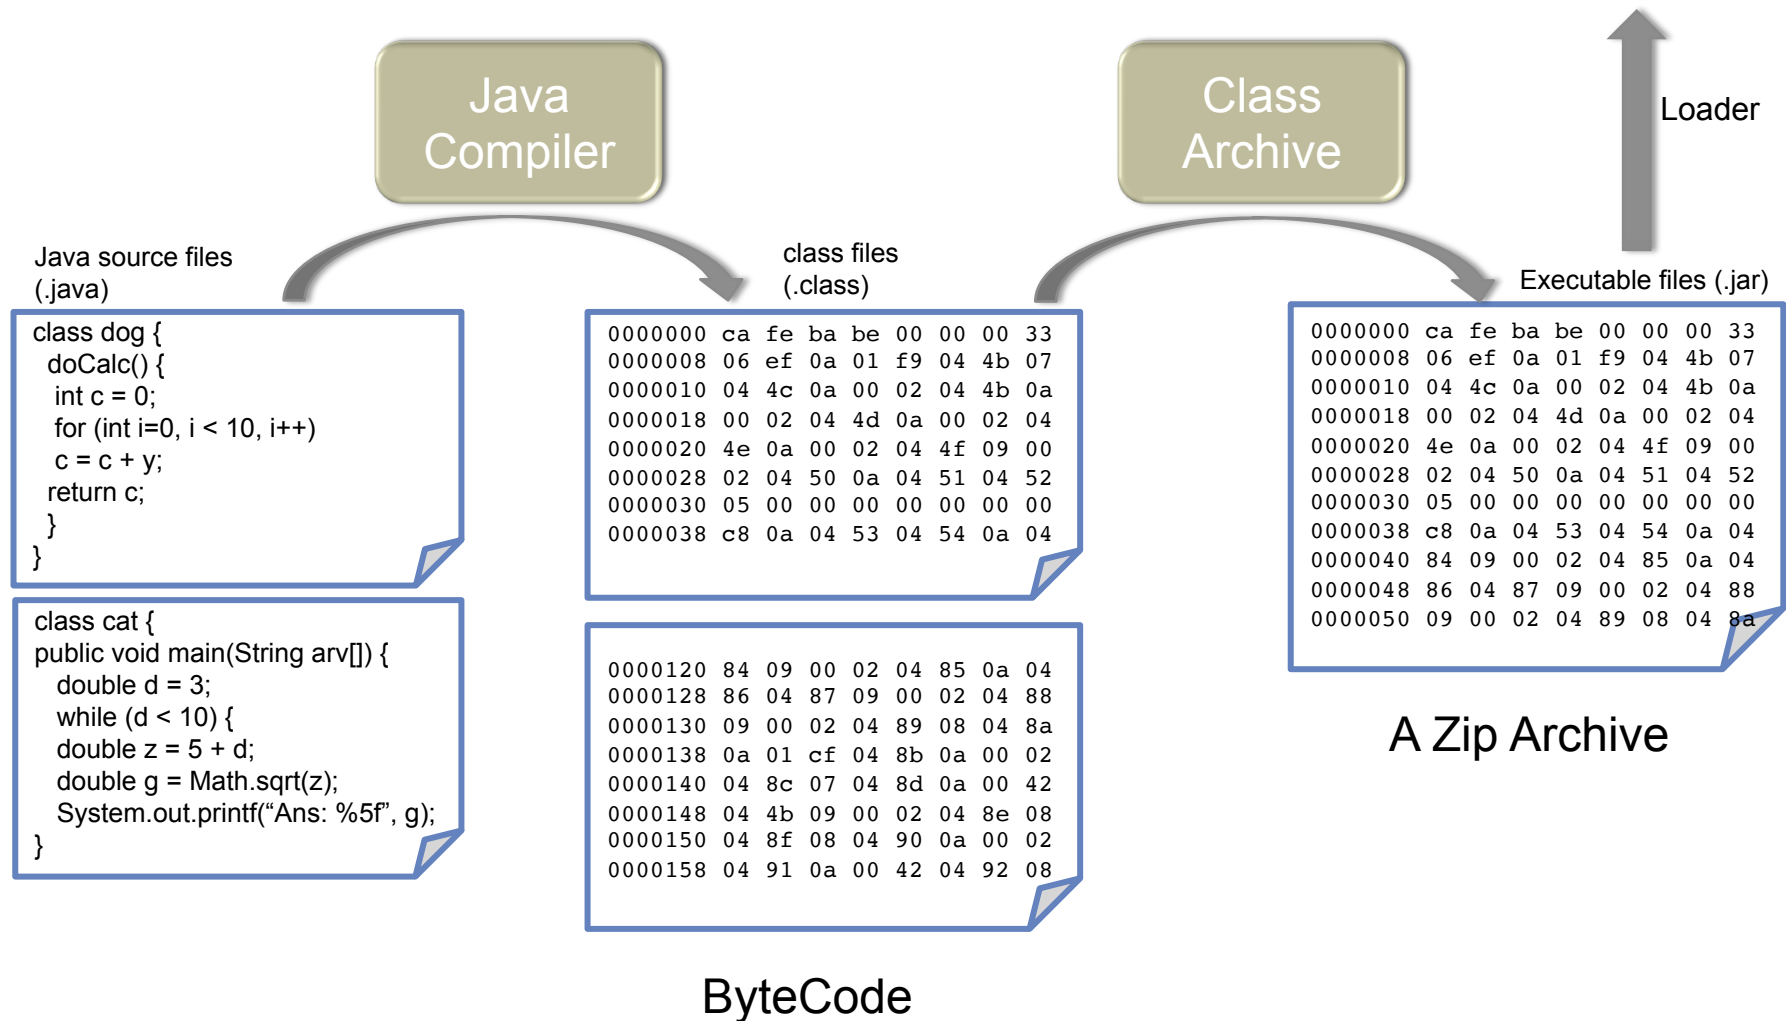 Java
Compiler
Class
Archive
Loader
Java source files
(.java)
class files
(.class)
Executable files (.jar)
class dog {
doCalc() {
int c = 0;
for (int i=0, i < 10, i++)
c = c + y;
return c;
}
}
class cat {
public void main(String arv[]) {
double d = 3;
while (d < 10) {
double z = 5 + d;
double g = Math.sqrt(z);
System.out.printf(“Ans: %5f”, g);
}
0000000 ca fe ba be 00 00 00 33
0000008 06 ef 0a 01 f9 04 4b 07
0000010 04 4c 0a 00 02 04 4b 0a
0000018 00 02 04 4d 0a 00 02 04
0000020 4e 0a 00 02 04 4f 09 00
0000028 02 04 50 0a 04 51 04 52
0000030 05 00 00 00 00 00 00 00
0000038 c8 0a 04 53 04 54 0a 04
0000120 84 09 00 02 04 85 0a 04
0000128 86 04 87 09 00 02 04 88
0000130 09 00 02 04 89 08 04 8a
0000138 0a 01 cf 04 8b 0a 00 02
0000140 04 8c 07 04 8d 0a 00 42
0000148 04 4b 09 00 02 04 8e 08
0000150 04 8f 08 04 90 0a 00 02
0000158 04 91 0a 00 42 04 92 08
ByteCode
0000000 ca fe ba be 00 00 00 33
0000008 06 ef 0a 01 f9 04 4b 07
0000010 04 4c 0a 00 02 04 4b 0a
0000018 00 02 04 4d 0a 00 02 04
0000020 4e 0a 00 02 04 4f 09 00
0000028 02 04 50 0a 04 51 04 52
0000030 05 00 00 00 00 00 00 00
0000038 c8 0a 04 53 04 54 0a 04
0000040 84 09 00 02 04 85 0a 04
0000048 86 04 87 09 00 02 04 88
0000050 09 00 02 04 89 08 04 8a
A Zip Archive